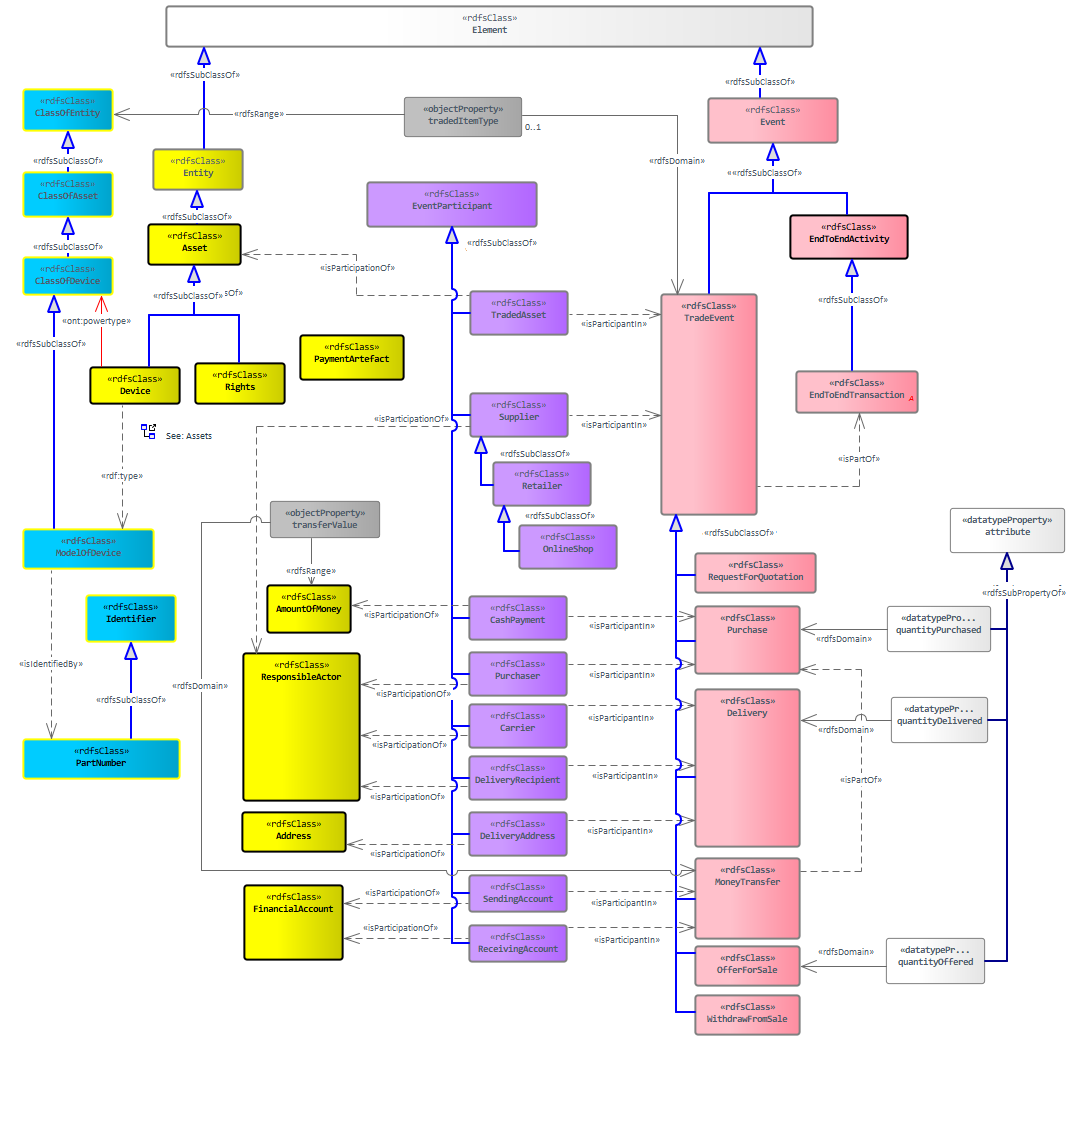 «rdfsClass»
Element
«rdfsSubClassOf»
«rdfsSubClassOf»
«rdfsClass»
ClassOfEntity
«rdfsRange»
«objectProperty»
tradedItemType
0..1
«rdfsClass»
Event
«rdfsSubClassOf»
«rdfsClass»
Entity
«rdfsDomain»
««rdfsSubClassOf»
«rdfsClass»
ClassOfAsset
«rdfsSubClassOf»
«rdfsClass»
EventParticipant
«rdfsClass»
Asset
«rdfsClass»
EndToEndActivity
«rdfsSubClassOf»
«rdfsSubClassOf»
«rdfsClass»
ClassOfDevice
«isParticipationOf»
«rdfsSubClassOf»
sOf»
«rdfsClass»
TradedAsset
«rdfsClass»
TradeEvent
«rdfsSubClassOf»
«ont:powertype»
«isParticipantIn»
«rdfsSubClassOf»
«rdfsClass»
PaymentArtefact
«rdfsClass»
Device
«rdfsClass»
Rights
«rdfsClass»
EndToEndTransaction
«rdfsClass»
Supplier
«isParticipationOf»
«isParticipantIn»
See: Assets
«rdfsSubClassOf»
«isPartOf»
«rdf:type»
«rdfsClass»
Retailer
«objectProperty»
transferValue
«rdfsSubClassOf»
«datatypeProperty»
attribute
«rdfsSubClassOf»
«rdfsClass»
OnlineShop
«rdfsClass»
ModelOfDevice
«rdfsRange»
«rdfsClass»
RequestForQuotation
«rdfsSubPropertyOf»
«rdfsClass»
Identifier
«rdfsClass»
AmountOfMoney
«isParticipationOf»
«rdfsClass»
CashPayment
«isParticipantIn»
«rdfsClass»
Purchase
«rdfsDomain»
«datatypePro...
quantityPurchased
«isIdentifiedBy»
«rdfsClass»
ResponsibleActor
«rdfsClass»
Purchaser
«isParticipantIn»
«rdfsDomain»
«isParticipationOf»
«rdfsSubClassOf»
«rdfsClass»
Carrier
«isParticipantIn»
«rdfsClass»
Delivery
«rdfsDomain»
«datatypePr...
quantityDelivered
«rdfsClass»
PartNumber
«isParticipationOf»
«rdfsClass»
DeliveryRecipient
«isParticipantIn»
«isPartOf»
«isParticipationOf»
«rdfsClass»
Address
«rdfsClass»
DeliveryAddress
«isParticipantIn»
«isParticipationOf»
«rdfsClass»
MoneyTransfer
«rdfsClass»
FinancialAccount
«isParticipationOf»
«rdfsClass»
SendingAccount
«isParticipantIn»
«isParticipationOf»
«rdfsClass»
ReceivingAccount
«isParticipantIn»
«rdfsClass»
OfferForSale
«rdfsDomain»
«datatypePr...
quantityOffered
«rdfsClass»
WithdrawFromSale